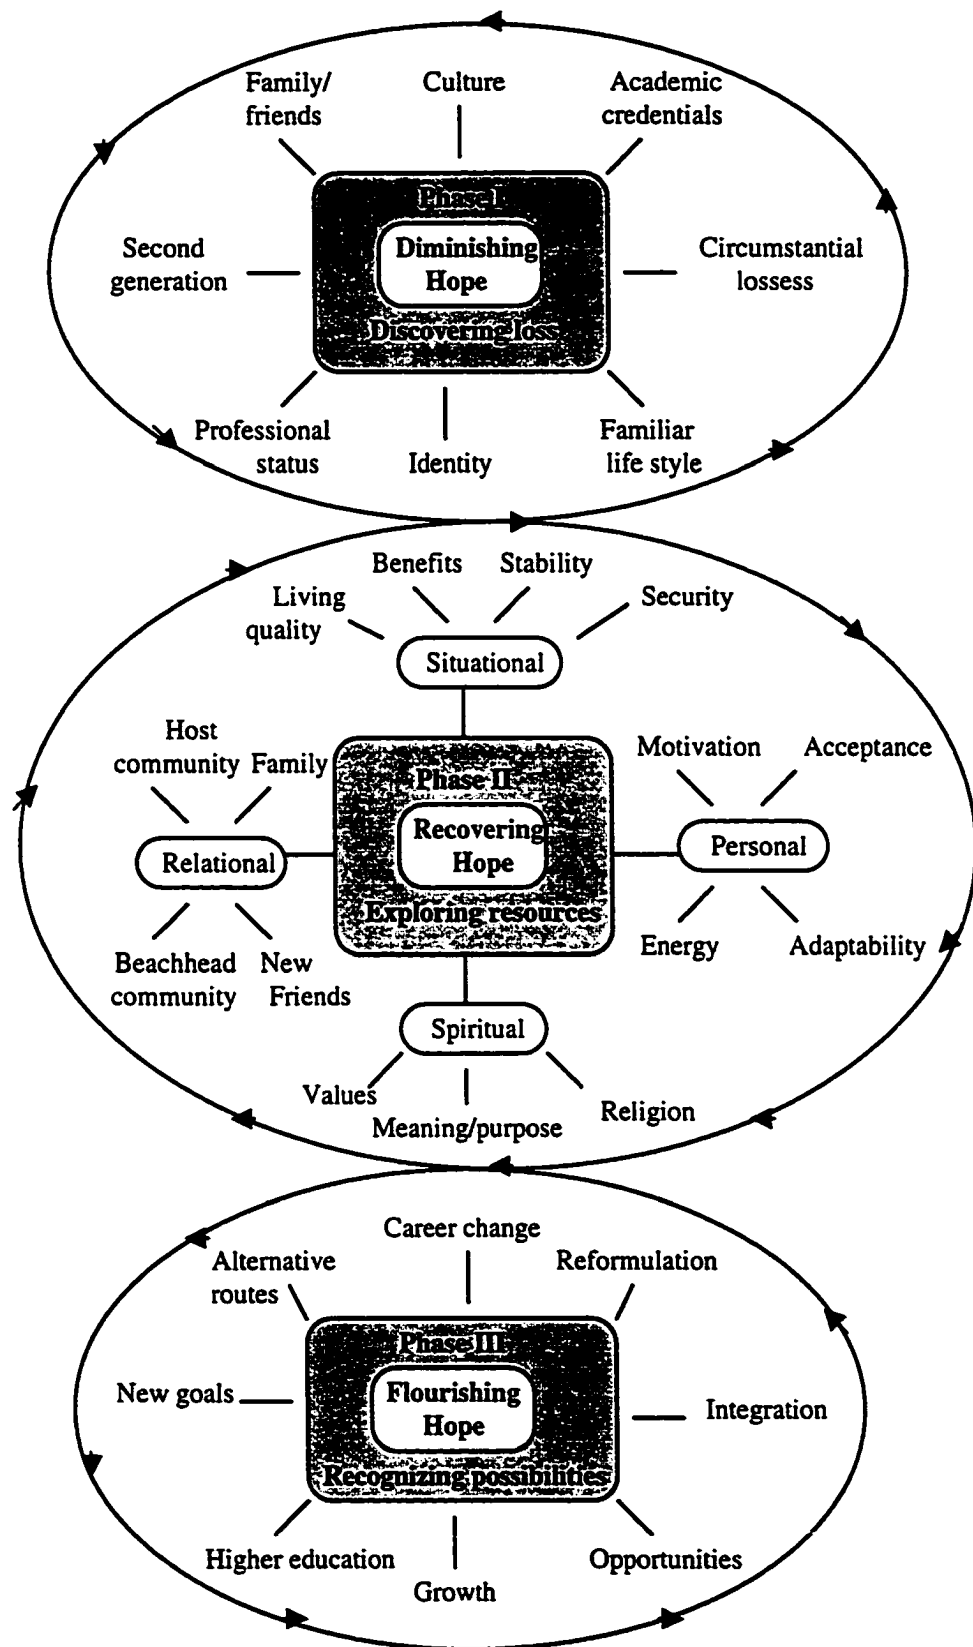 Family/
friends
Culture
Academic
credentials
Phase I
Diminishing
Hope
Discovering loss
Second
generation
Circumstantial
lossess
Professional
status
Identity
Familiar
life style
Benefits
Stability
Living
quality
Security
Situational
Host
community
Family
Motivation
Acceptance
Phase II
Recovering
Hope
Exploring resources
Relational
Personal
Beachhead
community
New
Friends
Energy
Adaptability
Spiritual
Values
Meaning/purpose
Religion
Career change
Alternative
routes
Reformulation
Phase III
Flourishing
Hope
Recognizing possibilities
New goals
Integration
Higher education
Growth
Opportunities